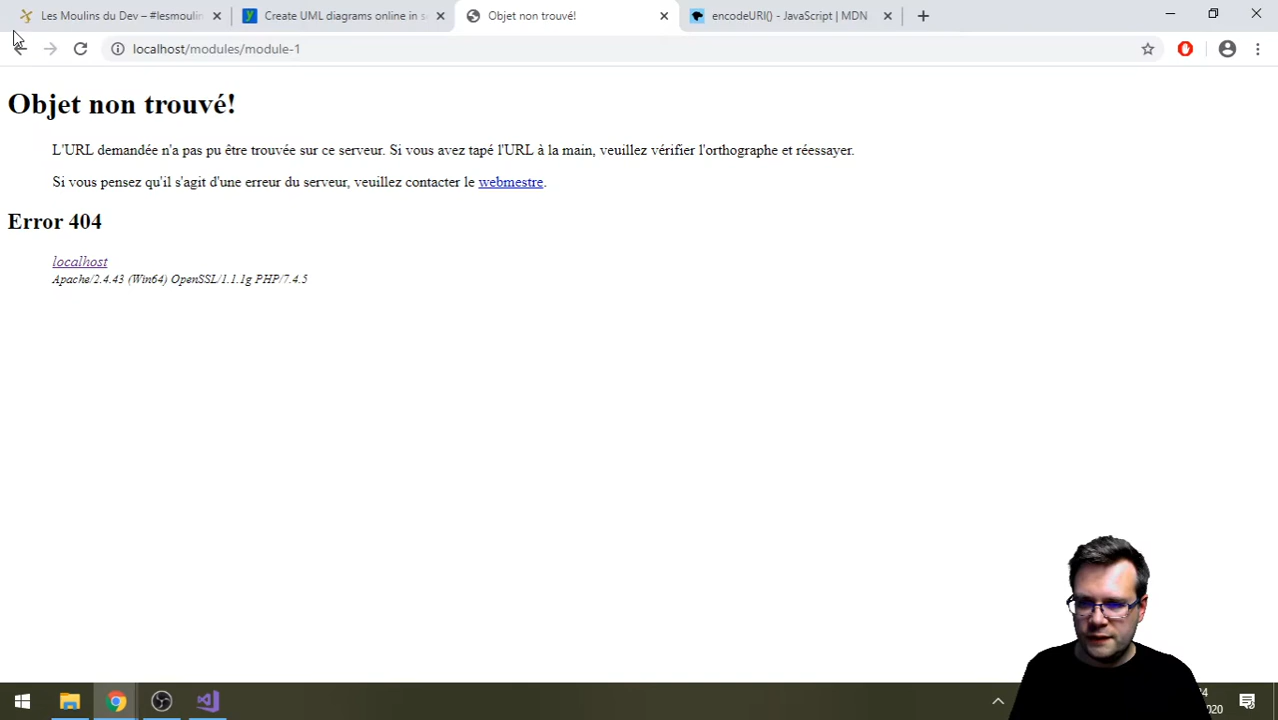 Les Moulins du Dev – #lesmoulin
Create UML diagrams online in s
Objet non trouvé!
encodeURI() - JavaScript | MDN
localhost/modules/module-1
Objet non trouvé!
L'URL demandée n'a pas pu être trouvée sur ce serveur. Si vous avez tapé l'URL à la main, veuillez vérifier l'orthographe et réessayer.
Si vous pensez qu'il s'agit d'une erreur du serveur, veuillez contacter le webmestre.
Error 404
localhost
Apache/2.4.43 (Win64) OpenSSL/1.1.1g PHP/7.4.5